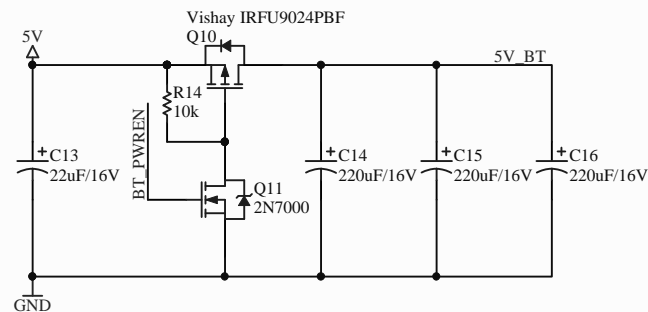 Vishay IRFU9024PBF
5V
Q10
5V_BT
R14
10k
C13
22uF/16V
BT_PWREN
Q11
2N7000
C14
220uF/16V
C15
220uF/16V
C16
220uF/16V
GND